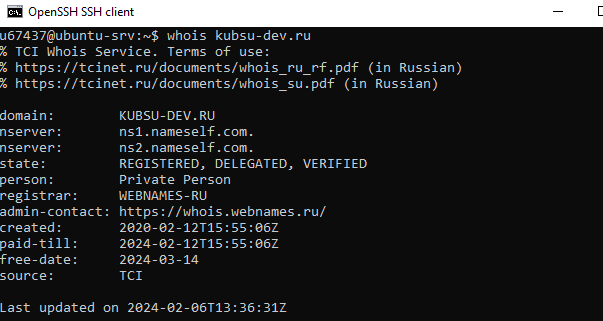 OpenSSH SSH client
u67437@ubuntu-srv:~$ whois kubsu-dev.ru
% TCI Whois Service. Terms of use:
% https://tcinet.ru/documents/whois_ru_rf.pdf (in Russian)
% https://tcinet.ru/documents/whois_su.pdf (in Russian)

domain:        KUBSU-DEV.RU
nserver:       ns1.nameself.com.
nserver:       ns2.nameself.com.
state:         REGISTERED, DELEGATED, VERIFIED
person:        Private Person
registrar:     WEBNAMES-RU
admin-contact: https://whois.webnames.ru/
created:       2020-02-12T15:55:06Z
paid-till:     2024-02-12T15:55:06Z
free-date:     2024-03-14
source:        TCI

Last updated on 2024-02-06T13:36:31Z